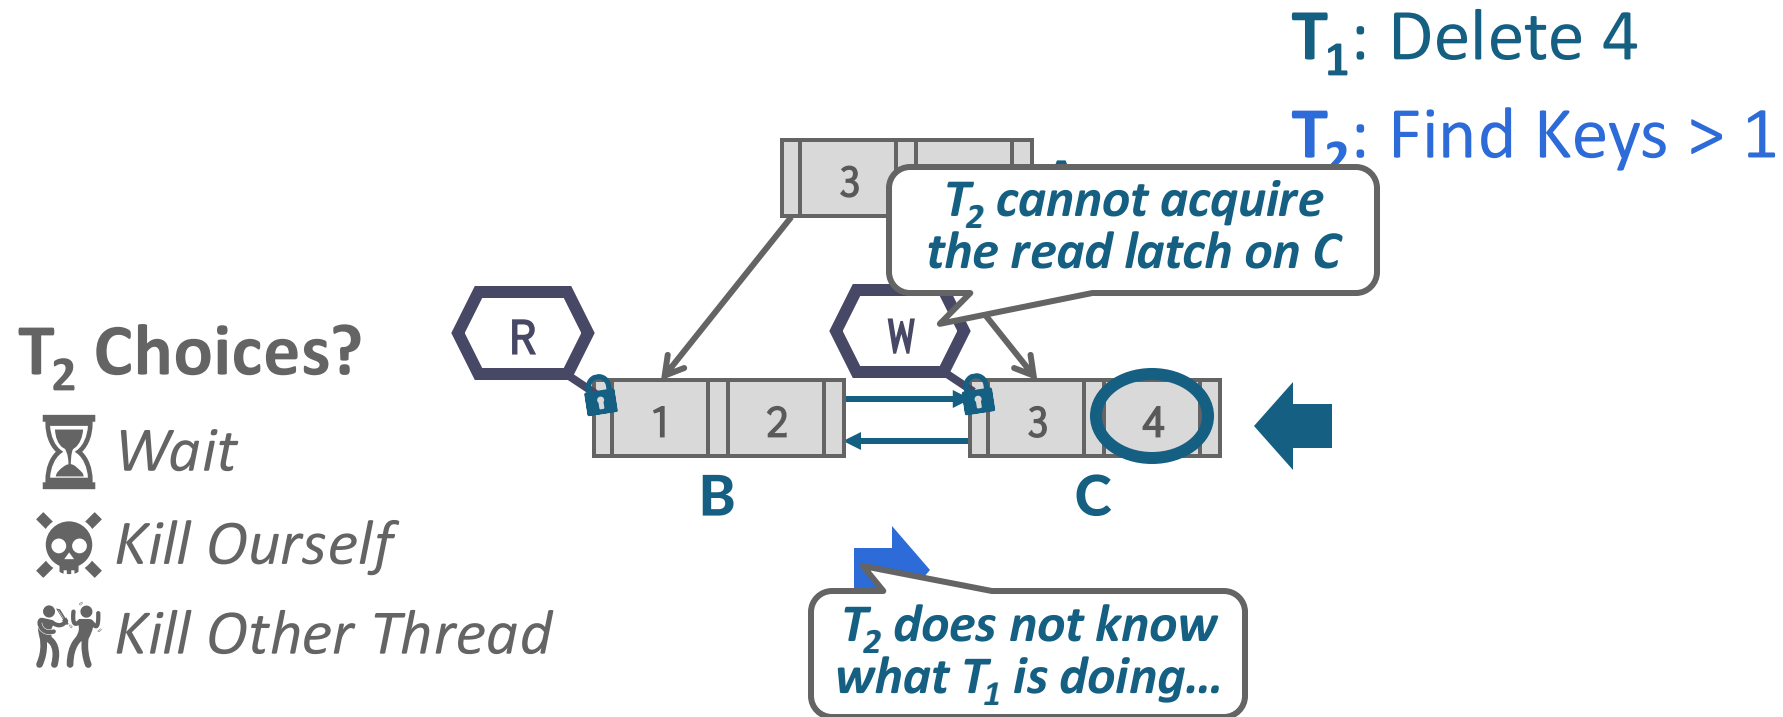 T1: Delete 4
T2: Find Keys > 1
3
T2 cannot acquire
the read latch on C
R
W
T2 Choices?
Wait
Kill Ourself
Kill Other Thread
1 2
3 4
B
C
T2 does not know
what T1 is doing...